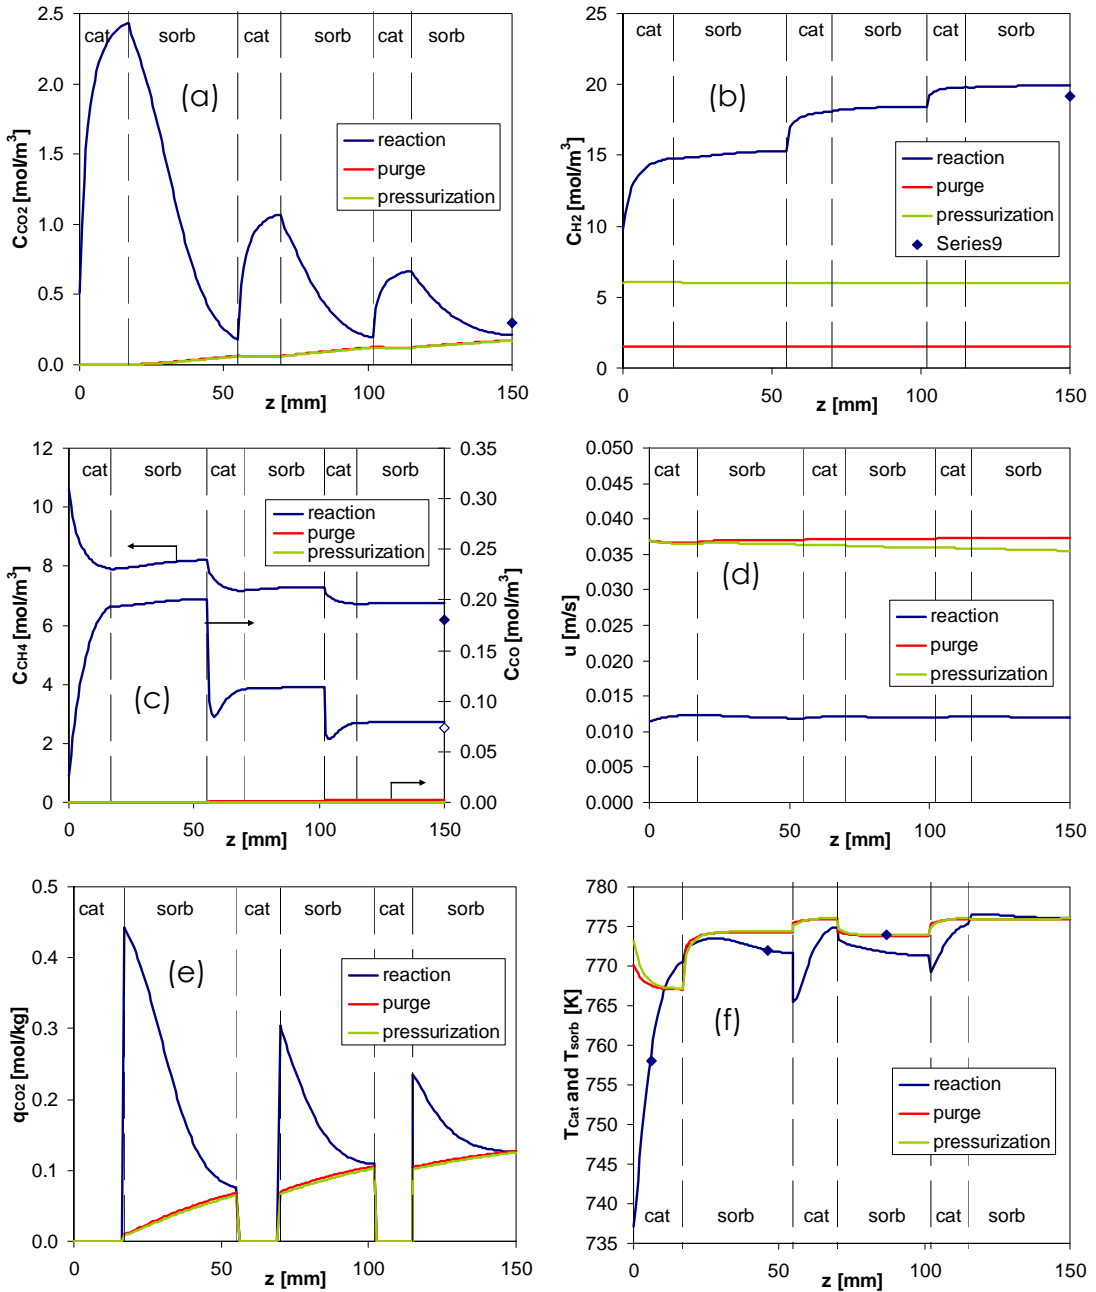 2.5
2.0
1.5
1.0
0.5
0.0
0
50
100
150
C_CO2 [mol/m³]
z [mm]
cat
sorb
cat
sorb
cat
sorb
(a)
reaction
purge
pressurization
25
20
15
10
5
0
0
50
100
150
C_H2 [mol/m³]
z [mm]
cat
sorb
cat
sorb
cat
sorb
(b)
reaction
purge
pressurization
Series9
12
10
8
6
4
2
0
0.35
0.30
0.25
0.20
0.15
0.10
0.05
0.00
0
50
100
150
C_CH4 [mol/m³]
C_CO [mol/m³]
z [mm]
cat
sorb
cat
sorb
cat
sorb
(c)
reaction
purge
pressurization
0.050
0.045
0.040
0.035
0.030
0.025
0.020
0.015
0.010
0.005
0.000
0
50
100
150
u [m/s]
z [mm]
cat
sorb
cat
sorb
cat
sorb
(d)
reaction
purge
pressurization
0.5
0.4
0.3
0.2
0.1
0.0
0
50
100
150
q_CO2 [mol/kg]
z [mm]
cat
sorb
cat
sorb
cat
sorb
(e)
reaction
purge
pressurization
780
775
770
765
760
755
750
745
740
735
0
50
100
150
T_Cat and T_sorb [K]
z [mm]
cat
sorb
cat
sorb
cat
sorb
(f)
reaction
purge
pressurization